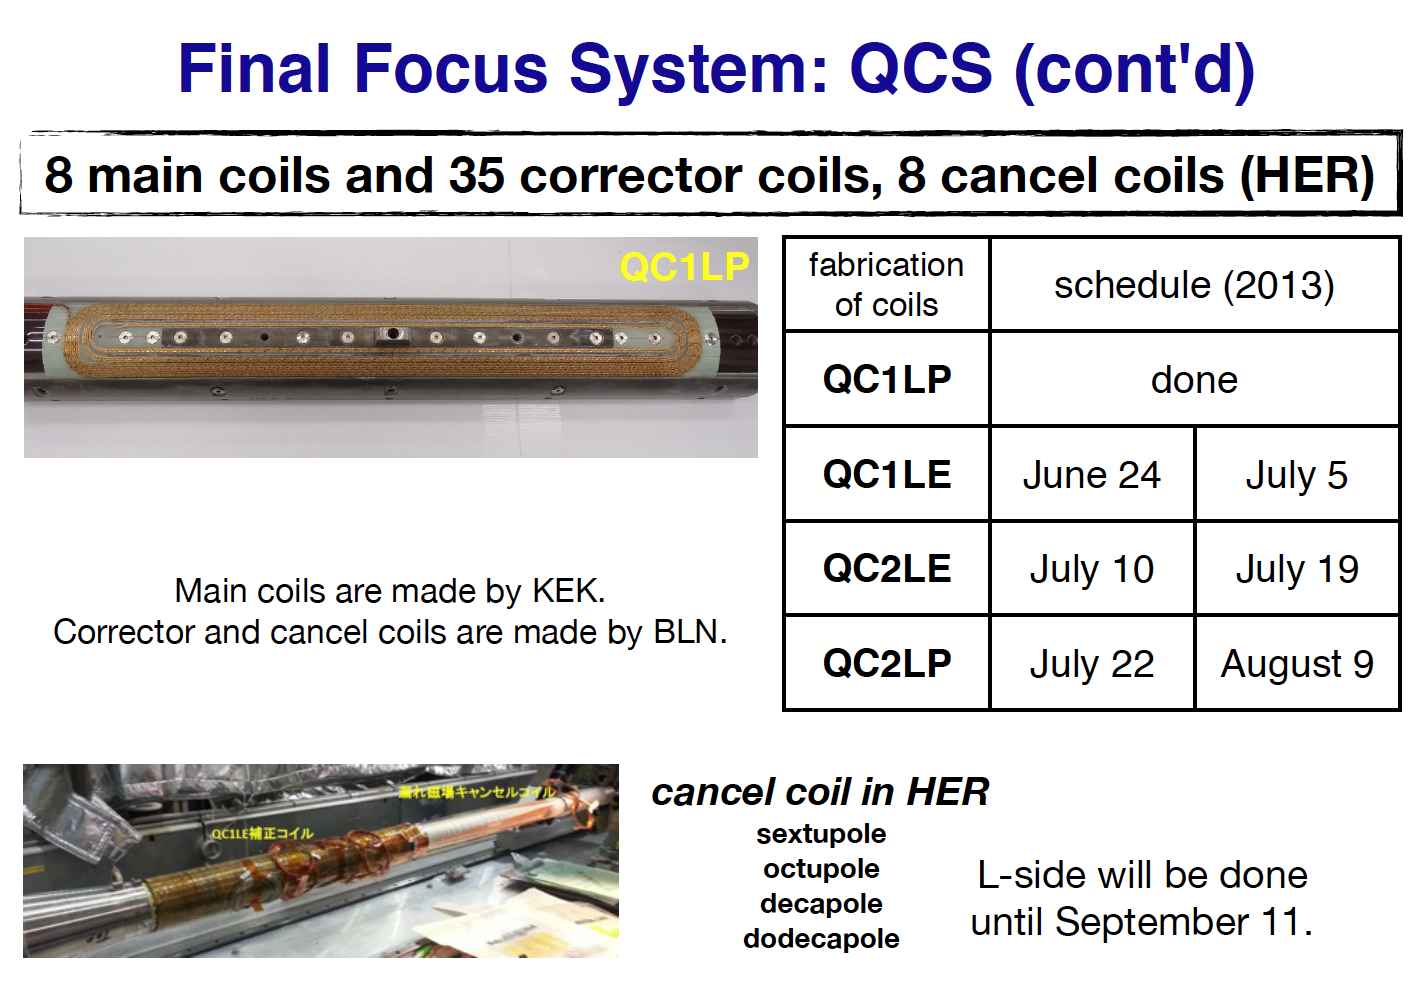 Final Focus System: QCS (cont'd)
8 main coils and 35 corrector coils, 8 cancel coils (HER)
QC1LP
fabrication
of coils
schedule (2013)
QC1LP
done
QC1LE
June 24
July 5
QC2LE
July 10
July 19
QC2LP
July 22
August 9
Main coils are made by KEK.
Corrector and cancel coils are made by BLN.
漏れ磁場キャンセルコイル
QC1LE補正コイル
cancel coil in HER
sextupole
octupole
decapole
dodecapole
L-side will be done
until September 11.